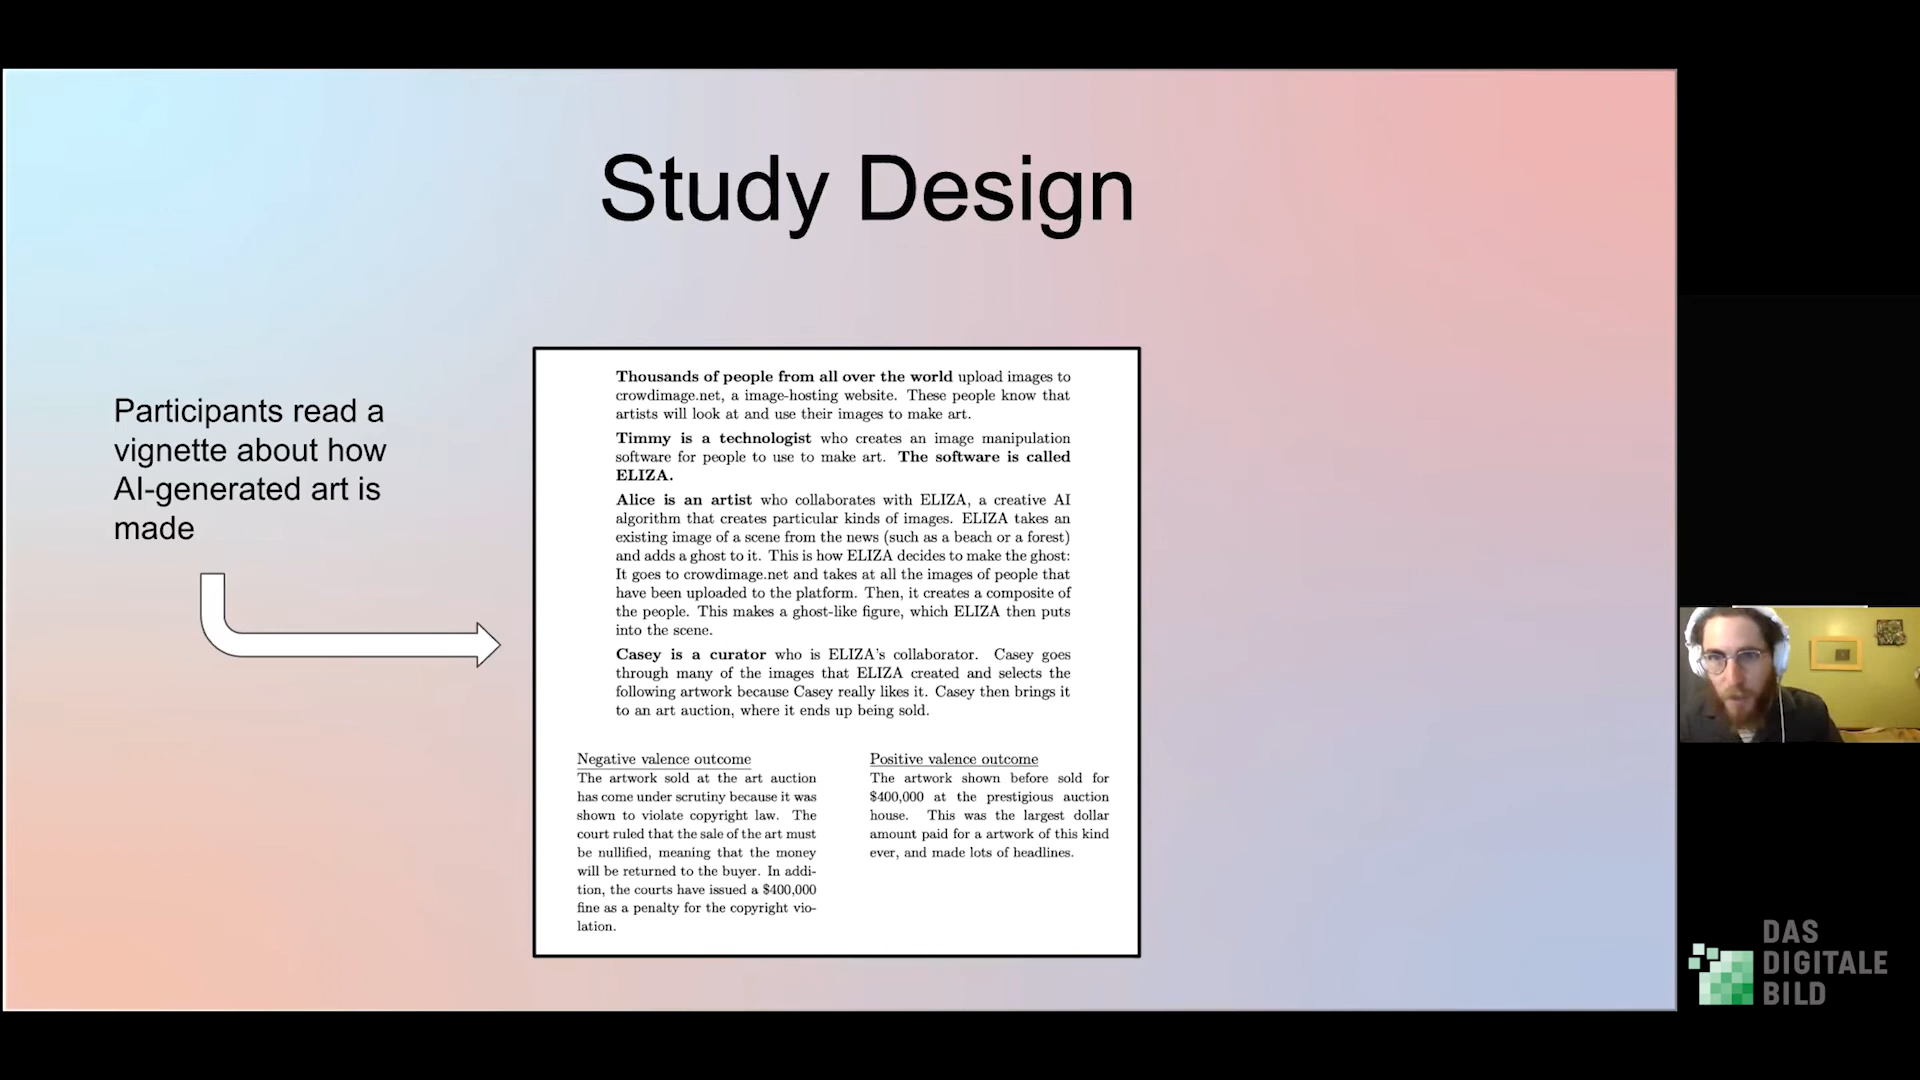 Study Design
Participants read a
vignette about how
AI-generated art is
made
Thousands of people from all over the world upload images to
crowdimage.net, a image-hosting website. These people know that
artists will look at and use their images to make art.
Timmy is a technologist who creates an image manipulation
software for people to use to make art. The software is called
ELIZA.
Alice is an artist who collaborates with ELIZA, a creative AI
algorithm that creates particular kinds of images. ELIZA takes an
existing image of a scene from the news (such as a beach or a forest)
and adds a ghost to it. This is how ELIZA decides to make the ghost:
It goes to crowdimage.net and takes at all the images of people that
have been uploaded to the platform. Then, it creates a composite of
the people. This makes a ghost-like figure, which ELIZA then puts
into the scene.
Casey is a curator who is ELIZA's collaborator. Casey goes
through many of the images that ELIZA created and selects the
following artwork because Casey really likes it. Casey then brings it
to an art auction, where it ends up being sold.
Negative valence outcome
The artwork sold at the art auction
has come under scrutiny because it was
shown to violate copyright law. The
court ruled that the sale of the art must
be nullified, meaning that the money
will be returned to the buyer. In addi-
tion, the courts have issued a $400,000
fine as a penalty for the copyright vio-
lation.
Positive valence outcome
The artwork shown before sold for
$400,000 at the prestigious auction
house. This was the largest dollar
amount paid for a artwork of this kind
ever, and made lots of headlines.
DAS
DIGITALE
BILD